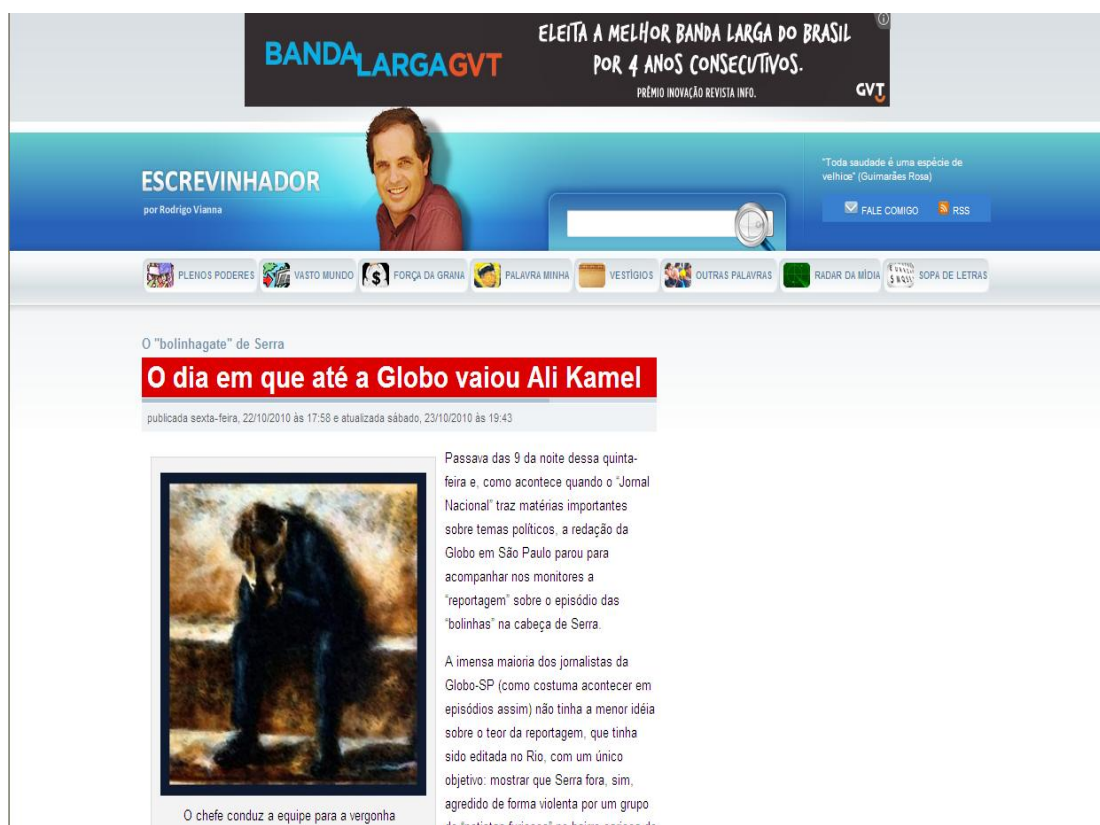 BANDALARGAGVT
ELEITA A MELHOR BANDA LARGA DO BRASIL
POR 4 ANOS CONSECUTIVOS.
PRÊMIO INOVAÇÃO REVISTA INFO.
GVT
ESCREVINHADOR
por Rodrigo Vianna
"Toda saudade é uma espécie de
velhice" (Guimarães Rosa)
FALE COMIGO RSS
PLENOS PODERES VASTO MUNDO FORÇA DA GRANA PALAVRA MINHA VESTÍGIOS OUTRAS PALAVRAS RADAR DA MÍDIA SOPA DE LETRAS
O "bolinhagate" de Serra
O dia em que até a Globo vaiou Ali Kamel
publicada sexta-feira, 22/10/2010 às 17:58 e atualizada sábado, 23/10/2010 às 19:43
Passava das 9 da noite dessa quinta-
feira e, como acontece quando o "Jornal
Nacional" traz matérias importantes
sobre temas políticos, a redação da
Globo em São Paulo parou para
acompanhar nos monitores a
"reportagem" sobre o episódio das
"bolinhas" na cabeça de Serra.
A imensa maioria dos jornalistas da
Globo-SP (como costuma acontecer em
episódios assim) não tinha a menor idéia
sobre o teor da reportagem, que tinha
sido editada no Rio, com um único
objetivo: mostrar que Serra fora, sim,
agredido de forma violenta por um grupo
O chefe conduz a equipe para a vergonha